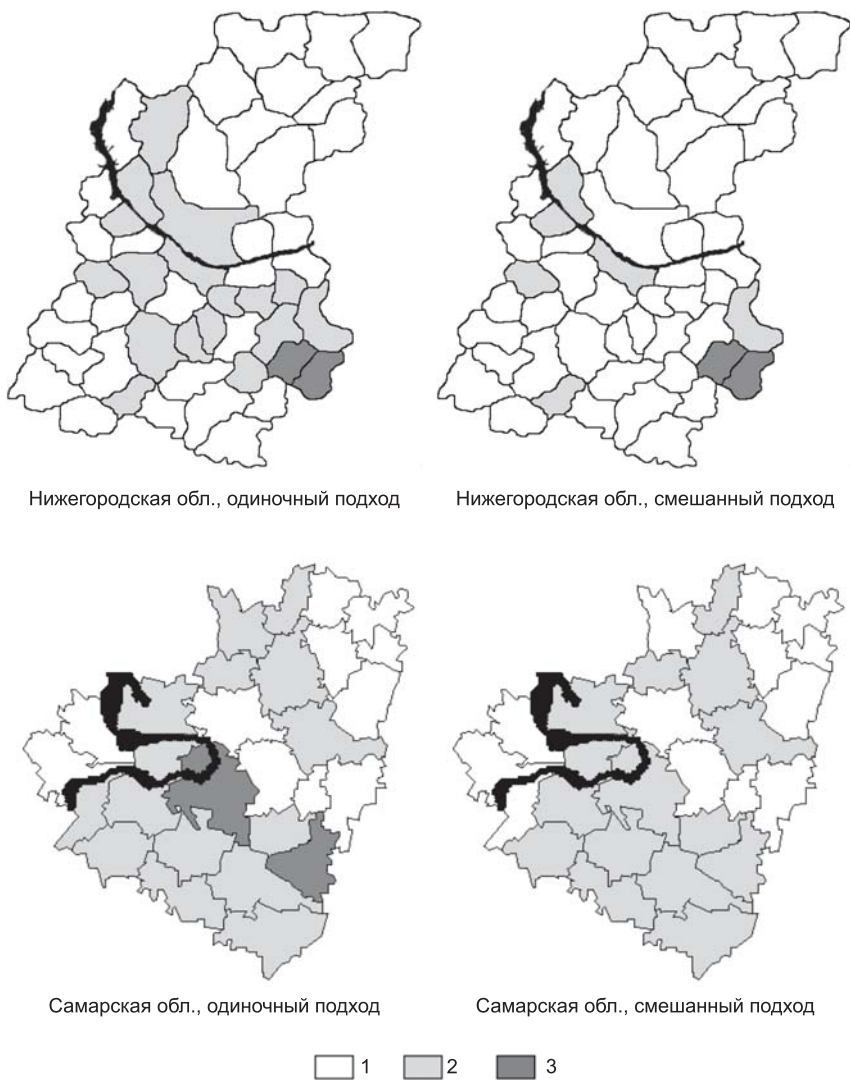 Нижегородская обл., одиночный подход
Нижегородская обл., смешанный подход
Самарская обл., одиночный подход
Самарская обл., смешанный подход
1 2 3